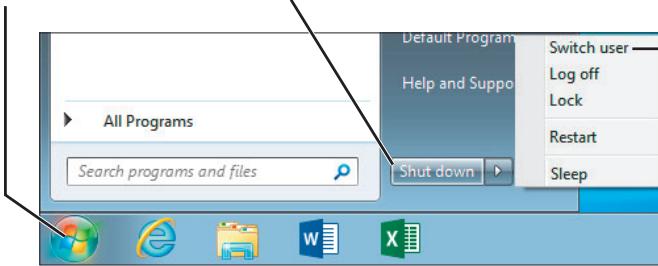 Default Program
Switch user
Log off
Help and Suppo
Lock
All Programs
Restart
Search programs and files
Shut down
Sleep
W
X